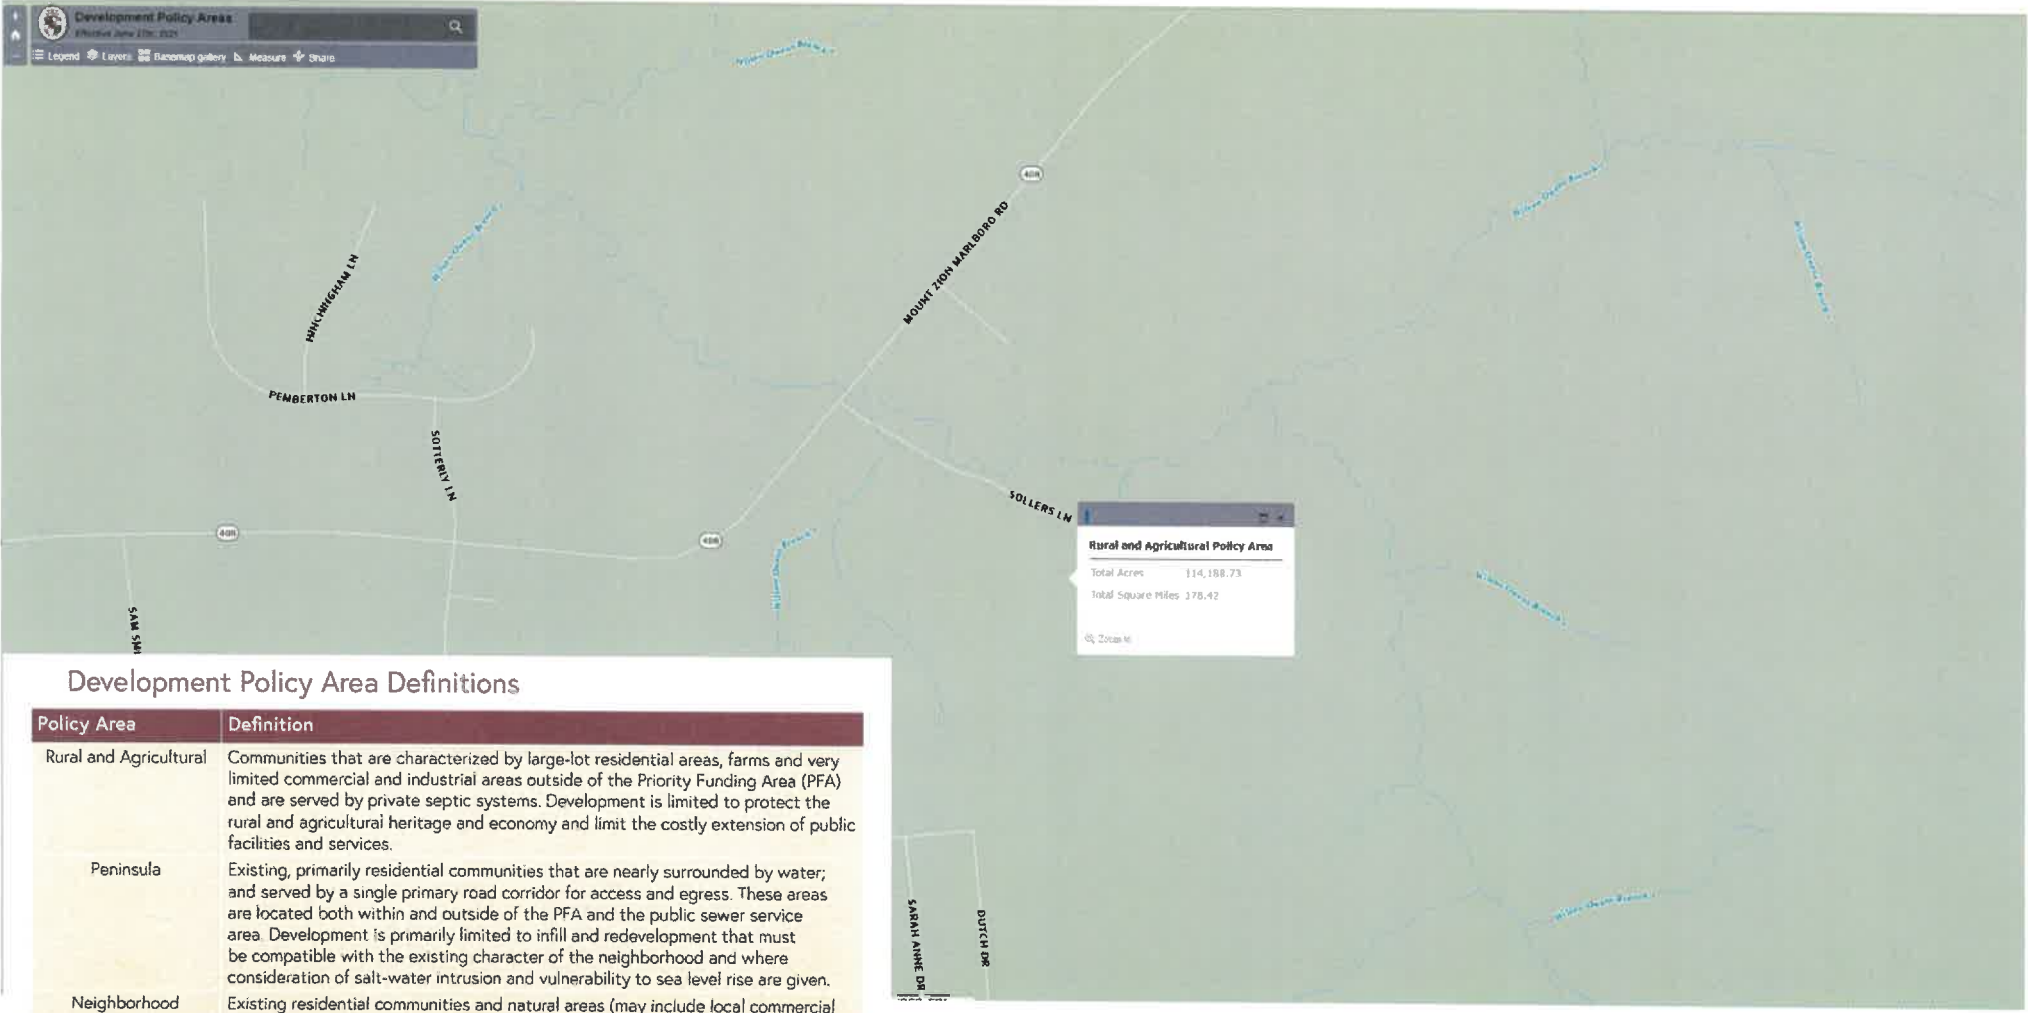 Development Policy Areas
Legend Layers Basemap gallery Measure Share
408
MOUNT ZION MARLBORO RD
HINCHINGHAM LN
PEMBERTON LN
SOTTERLY LN
SOLLERS LN
408
408
SAM SMI
Rural and Agricultural Policy Area
Total Acres 114,188.73
Total Square Miles 178.42
Zoom to
SARAH ANNE DR
DUTCH DR
Development Policy Area Definitions
Policy Area Definition
Rural and Agricultural Communities that are characterized by large-lot residential areas, farms and very
limited commercial and industrial areas outside of the Priority Funding Area (PFA)
and are served by private septic systems. Development is limited to protect the
rural and agricultural heritage and economy and limit the costly extension of public
facilities and services.
Peninsula Existing, primarily residential communities that are nearly surrounded by water;
and served by a single primary road corridor for access and egress. These areas
are located both within and outside of the PFA and the public sewer service
area. Development is primarily limited to infill and redevelopment that must
be compatible with the existing character of the neighborhood and where
consideration of salt-water intrusion and vulnerability to sea level rise are given.
Neighborhood Existing residential communities and natural areas (may include local commercial